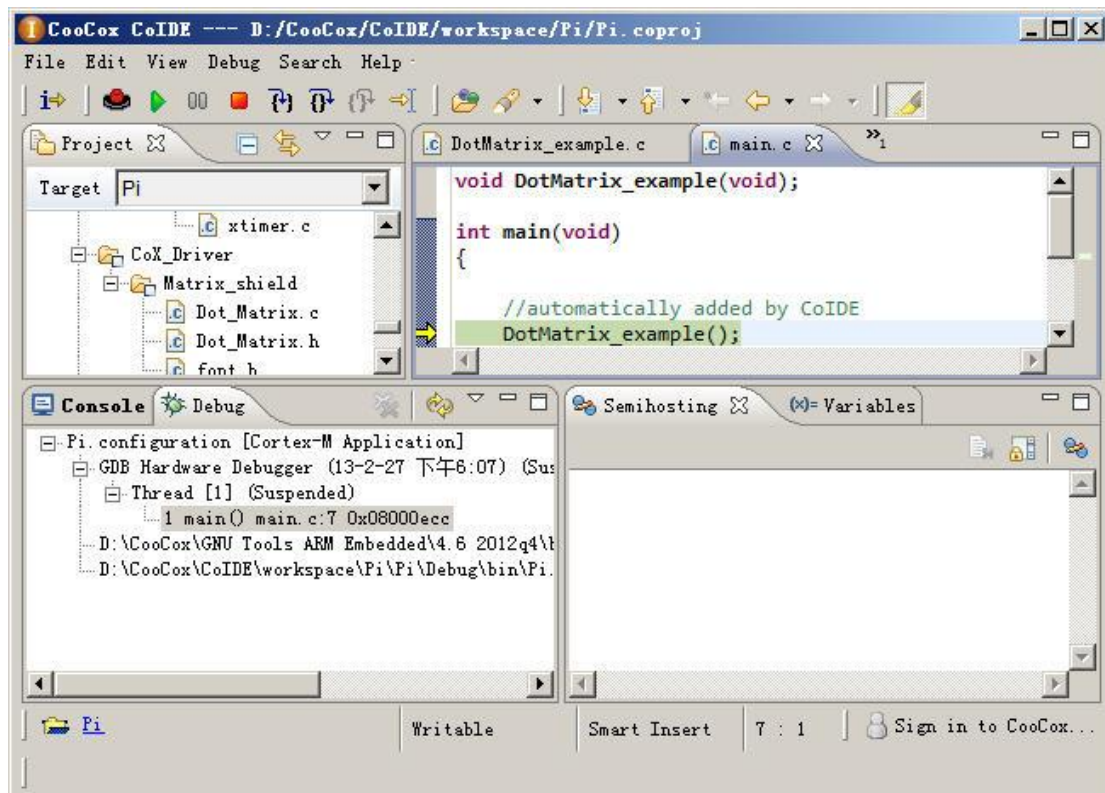 CooCox CoIDE --- D:/CooCox/CoIDE/workspace/Pi/Pi.coproj
File Edit View Debug Search Help
Project
DotMatrix_example.c
main.c
»1
Target Pi
xtimer.c
CoX_Driver
Matrix_shield
Dot_Matrix.c
Dot_Matrix.h
font.h
void DotMatrix_example(void);
int main(void)
{
//automatically added by CoIDE
DotMatrix_example();
Console
Debug
Pi.configuration [Cortex-M Application]
GDB Hardware Debugger (13-2-27 下午6:07) (Sus
Thread [1] (Suspended)
1 main() main.c:7 0x08000ecc
D:\CooCox\GNU Tools ARM Embedded\4.6 2012q4\b
D:\CooCox\CoIDE\workspace\Pi\Pi\Debug\bin\Pi.
Semihosting
(x)= Variables
Pi
Writable
Smart Insert
7 : 1
Sign in to CooCox...